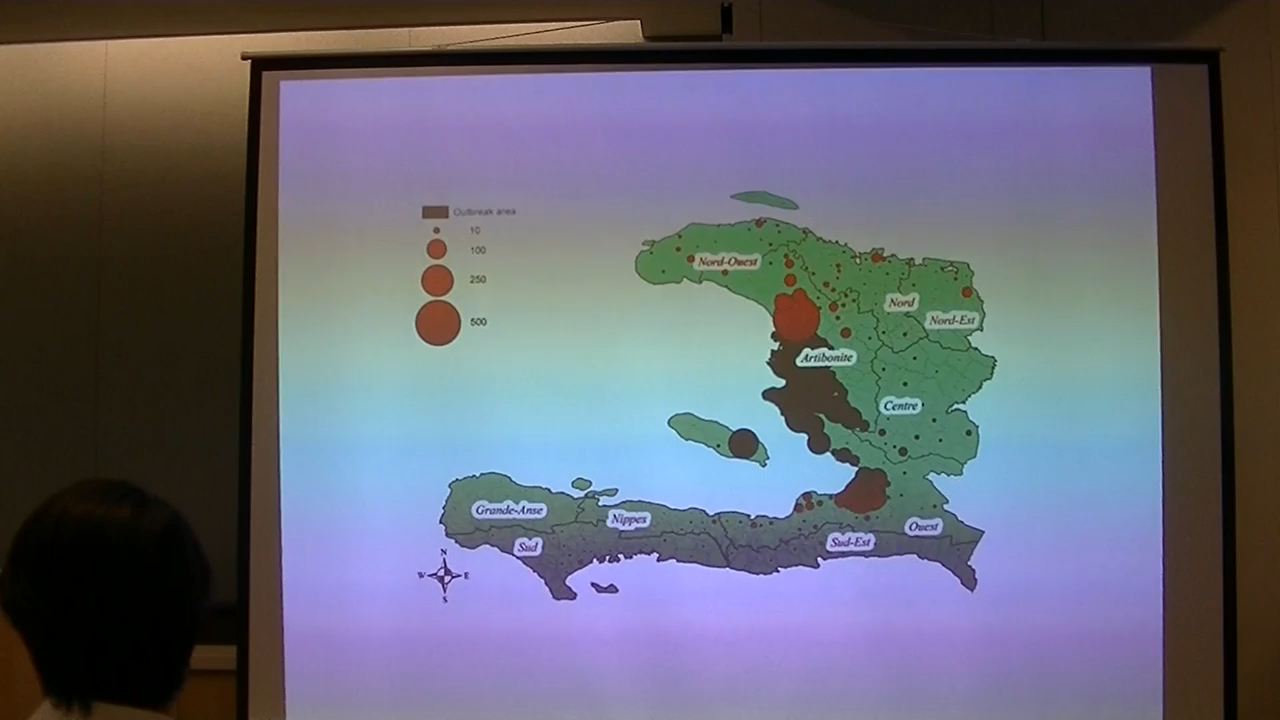 Outbreak area
10
100
250
500
Nord-Ouest
Nord
Nord-Est
Artibonite
Centre
Grande-Anse
Nippes
Ouest
Sud
Sud-Est
N
W
E
S